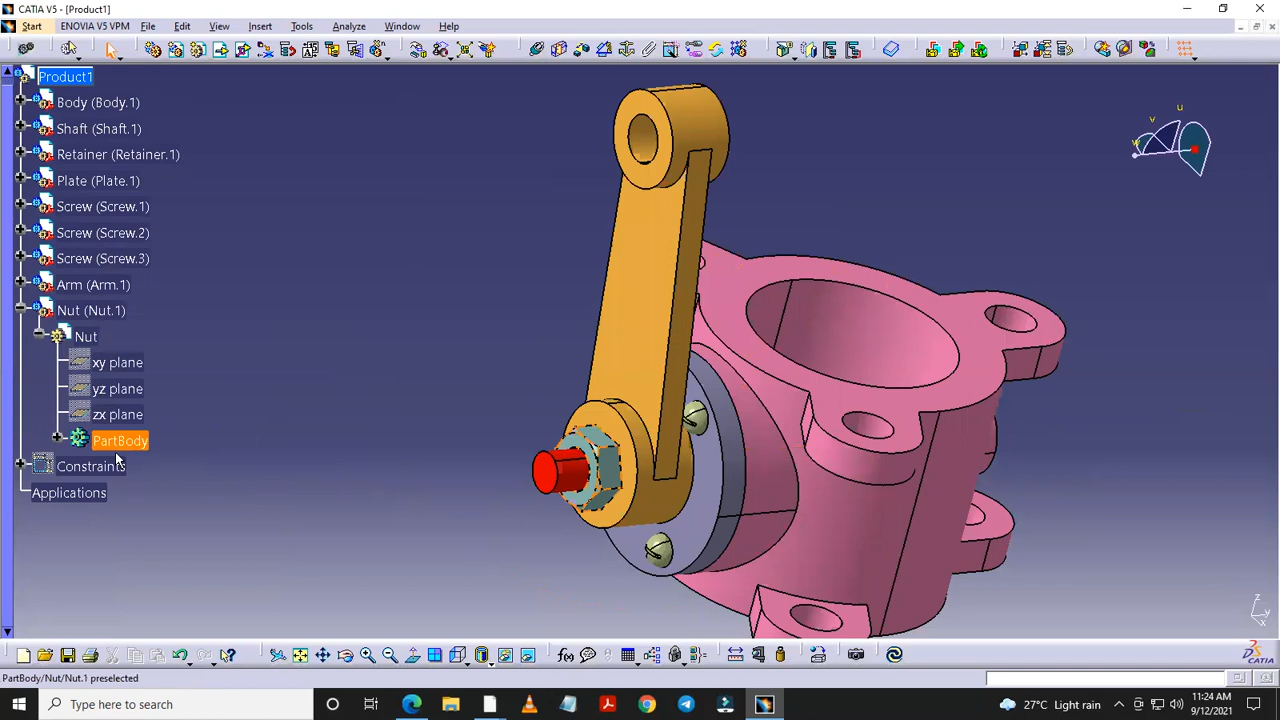 CATIA V5 - [Product1]
Start ENOVIA V5 VPM File Edit View Insert Tools Analyze Window Help
Product1
Body (Body.1)
Shaft (Shaft.1)
Retainer (Retainer.1)
Plate (Plate.1)
Screw (Screw.1)
Screw (Screw.2)
Screw (Screw.3)
Arm (Arm.1)
Nut (Nut.1)
Nut
xy plane
yz plane
zx plane
PartBody
Constraints
Applications
u
v
w
z
y
x
f(x)
CATIA
PartBody/Nut/Nut.1 preselected
Type here to search
27°C Light rain
11:24 AM
9/12/2021